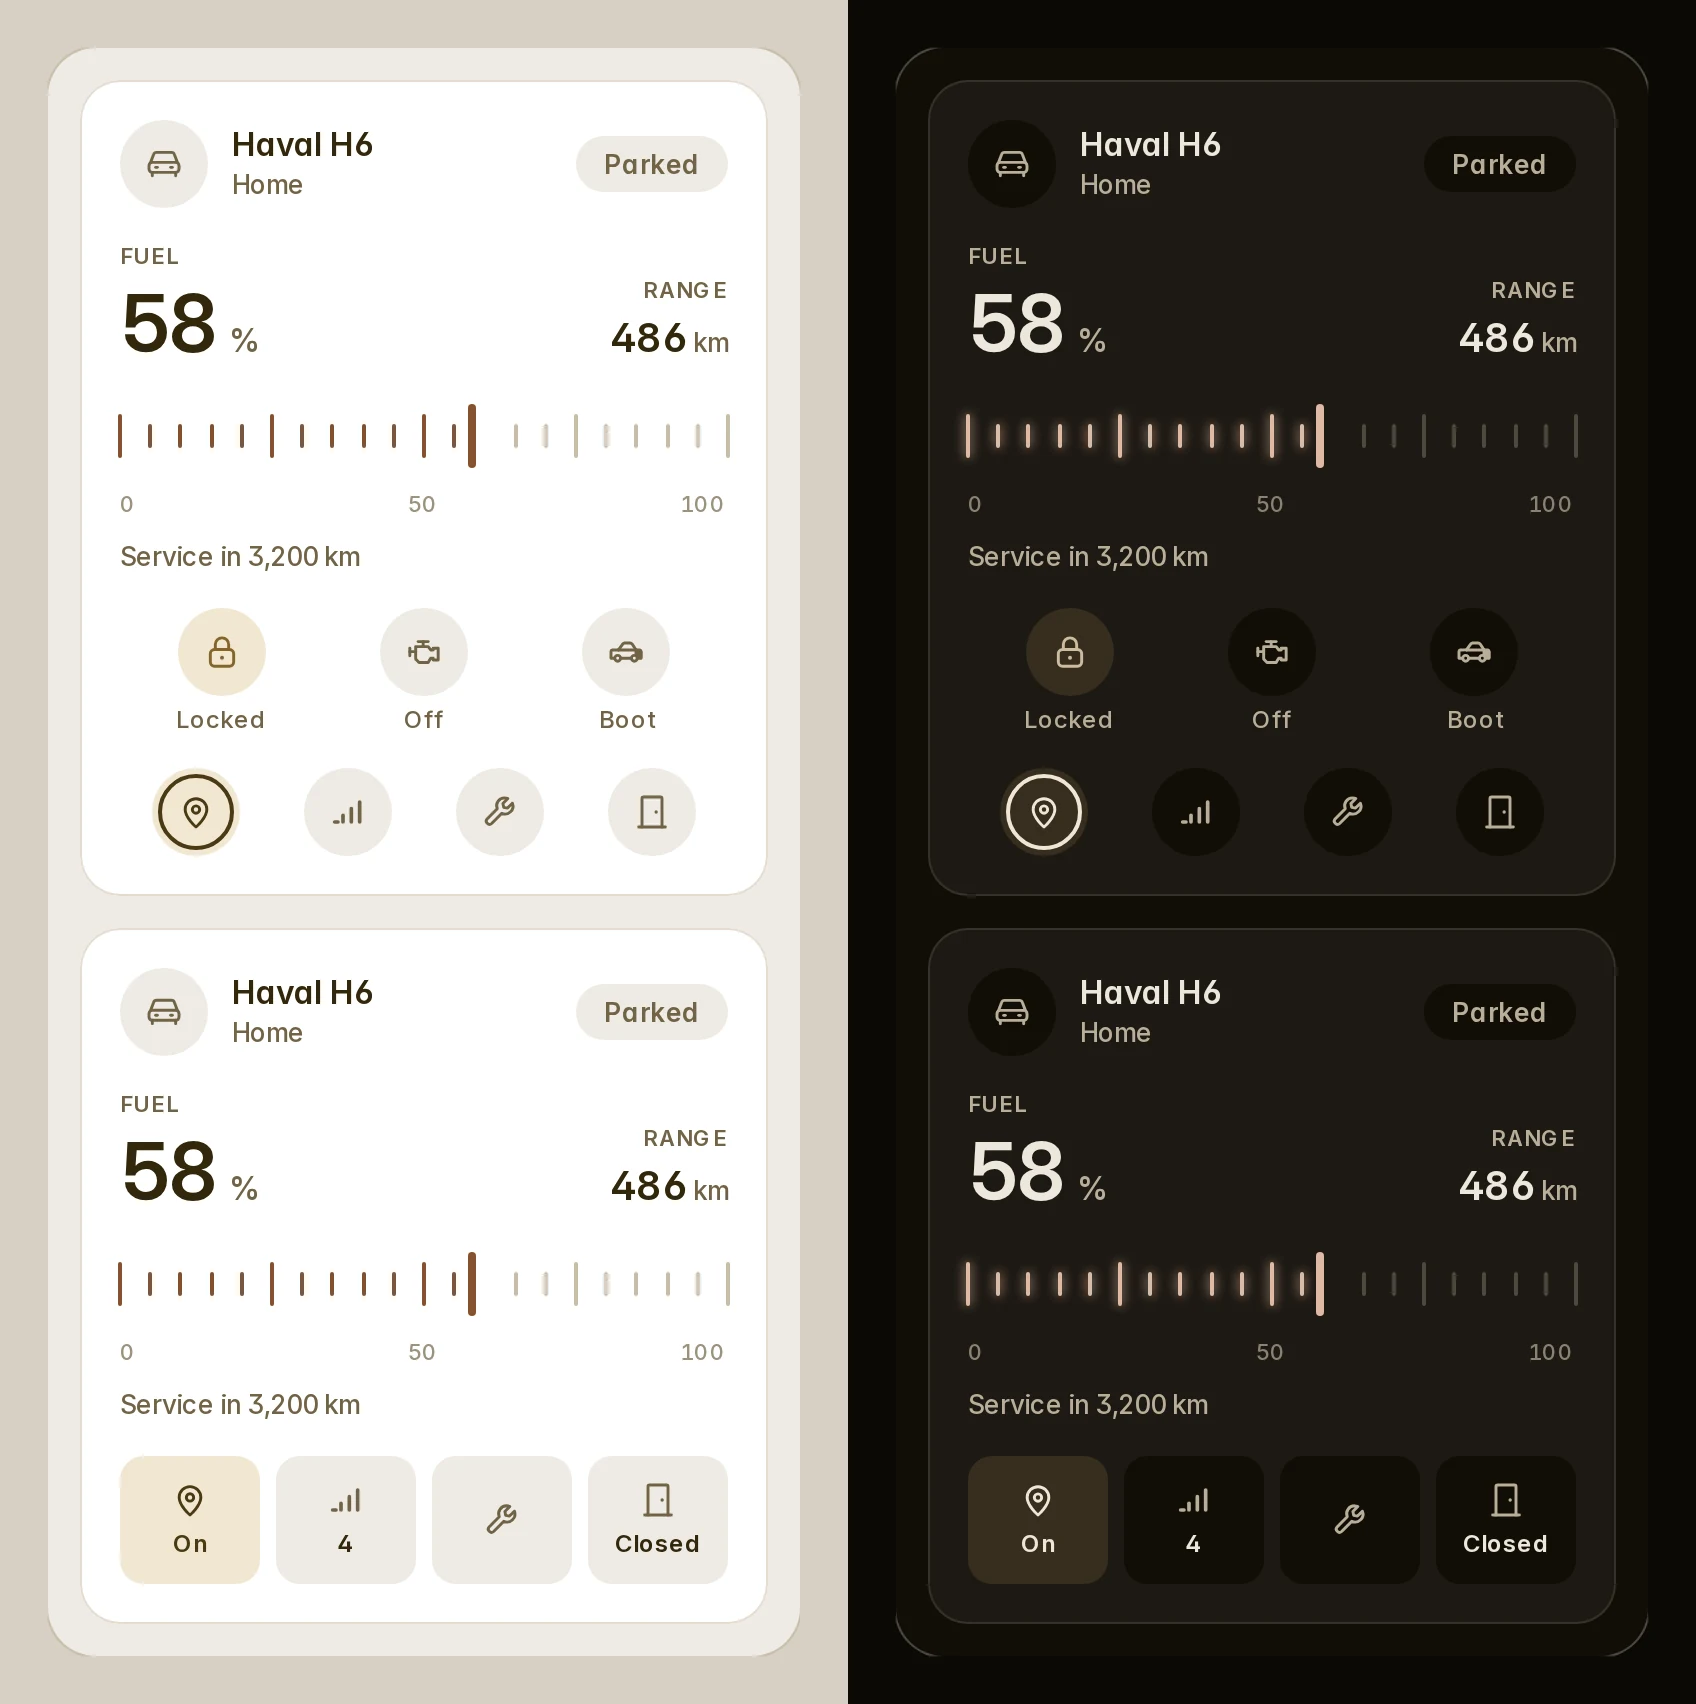 Haval H6
Home
Parked
FUEL
RANGE
58 %
486 km
0 50 100
Service in 3,200 km
Locked Off Boot
Haval H6
Home
Parked
FUEL
RANGE
58 %
486 km
0 50 100
Service in 3,200 km
On 4 Closed
Haval H6
Home
Parked
FUEL
RANGE
58 %
486 km
0 50 100
Service in 3,200 km
Locked Off Boot
Haval H6
Home
Parked
FUEL
RANGE
58 %
486 km
0 50 100
Service in 3,200 km
On 4 Closed